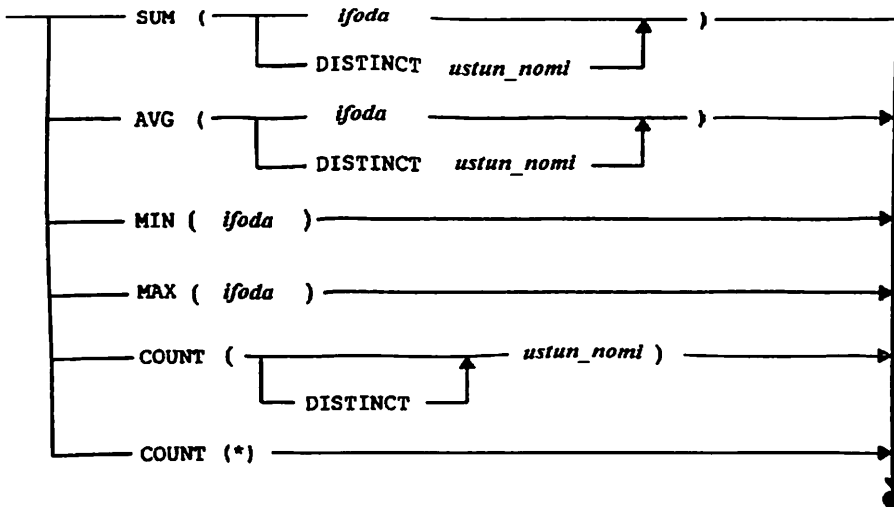 SUM ( ifoda )
DISTINCT ustun_nomi
AVG ( ifoda )
DISTINCT ustun_nomi
MIN ( ifoda )
MAX ( ifoda )
COUNT ( ustun_nomi )
DISTINCT
COUNT (*)